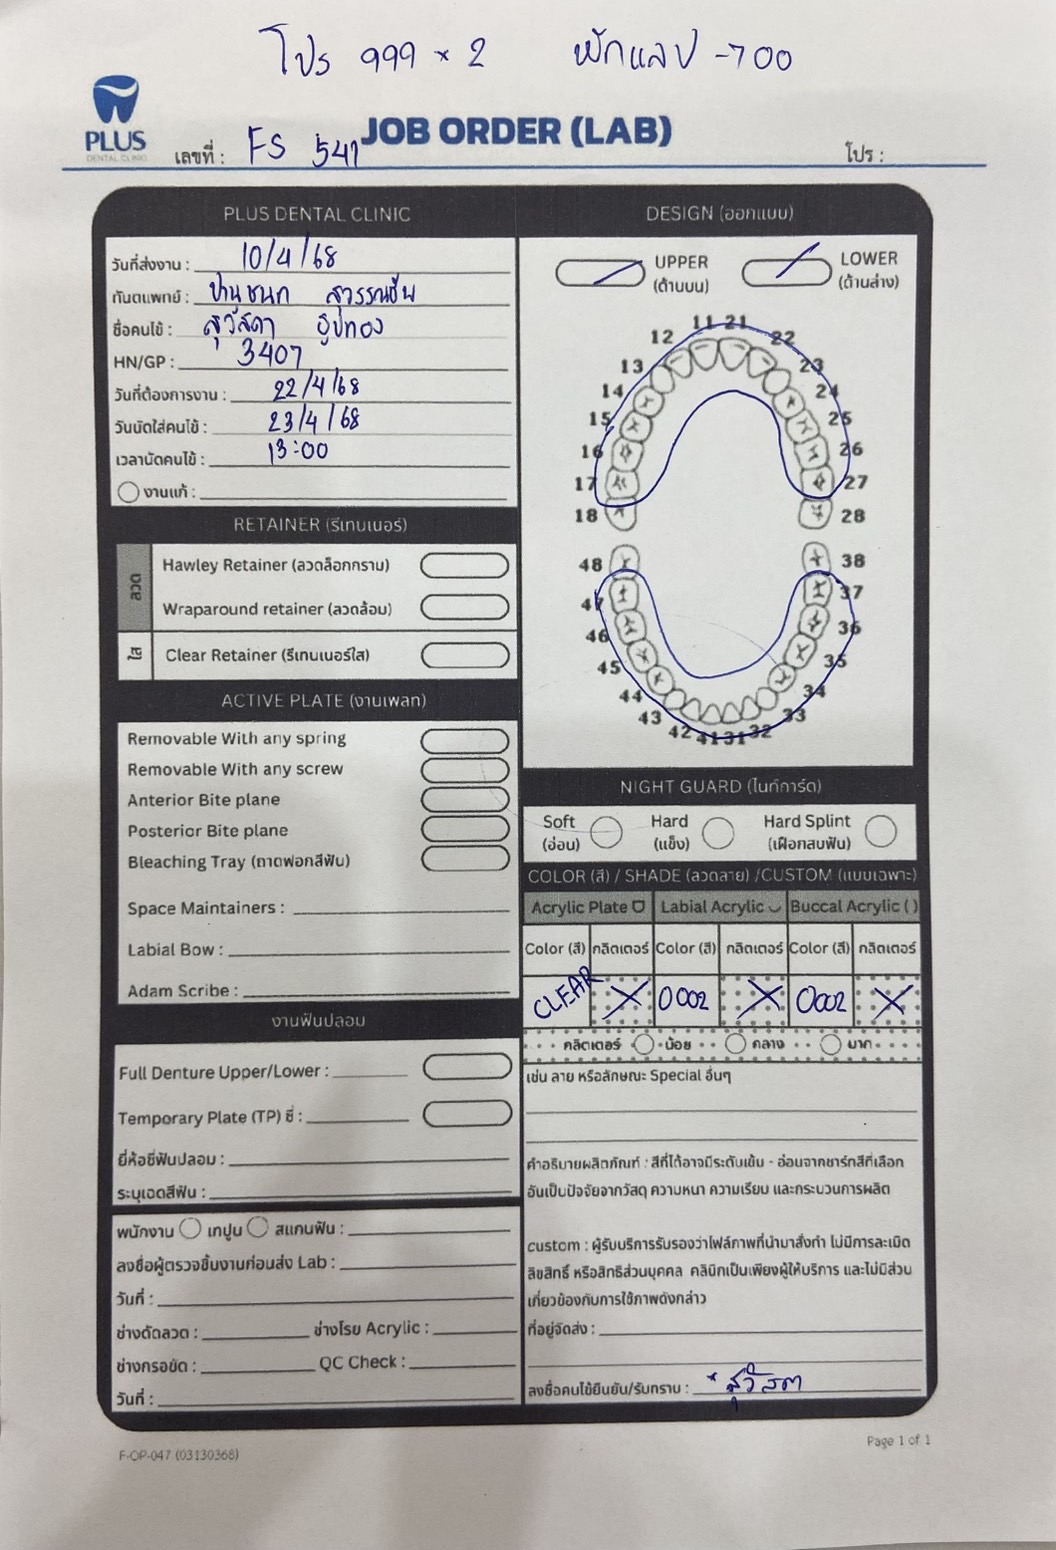 โปร 999 × 2 หักแลป -700
PLUS
DENTAL CLINIC
JOB ORDER (LAB)
เลขที่ : FS 541
โปร :
PLUS DENTAL CLINIC
วันที่ส่งงาน : 10/4/68
ทันตแพทย์ : ปานุชนก สุวรรณชัน
ชื่อคนไข้ : สุวัสดา รูปทอง
HN/GP : 3407
วันที่ต้องการงาน : 22/4/68
วันนัดใส่คนไข้ : 23/4/68
เวลานัดคนไข้ : 13:00
งานแก้ :
RETAINER (รีเทนเนอร์)
ลวด
Hawley Retainer (ลวดล็อกกราม)
Wraparound retainer (ลวดล้อม)
ใส
Clear Retainer (รีเทนเนอร์ใส)
ACTIVE PLATE (งานเพลท)
Removable With any spring
Removable With any screw
Anterior Bite plane
Posterior Bite plane
Bleaching Tray (ถาดฟอกสีฟัน)
Space Maintainers :
Labial Bow :
Adam Scribe :
งานฟันปลอม
Full Denture Upper/Lower :
Temporary Plate (TP) ซี่ :
ยี่ห้อซี่ฟันปลอม :
ระบุเฉดสีฟัน :
พนักงาน เทปูน สแกนฟัน :
ลงชื่อผู้ตรวจชิ้นงานก่อนส่ง Lab :
วันที่ :
ช่างดัดลวด : ช่างโรย Acrylic :
ช่างกรอขัด : QC Check :
วันที่ :
DESIGN (ออกแบบ)
UPPER (ด้านบน)
LOWER (ด้านล่าง)
11 21
12 22
13 23
14 24
15 25
16 26
17 27
18 28
48 38
47 37
46 36
45 35
44 34
43 33
42 41 31 32
NIGHT GUARD (ไนท์การ์ด)
Soft (อ่อน)
Hard (แข็ง)
Hard Splint (เฝือกสบฟัน)
COLOR (สี) / SHADE (ลวดลาย) /CUSTOM (แบบเฉพาะ)
Acrylic Plate Labial Acrylic Buccal Acrylic ( )
Color (สี) กลิตเตอร์ Color (สี) กลิตเตอร์ Color (สี) กลิตเตอร์
CLEAR X 0002 X 0002 X
กลิตเตอร์ น้อย กลาง มาก
เช่น ลาย หรือลักษณะ Special อื่นๆ
คำอธิบายผลิตภัณฑ์ : สีที่ได้อาจมีระดับเข้ม - อ่อนจากชาร์ทสีที่เลือก
อันเป็นปัจจัยจากวัสดุ ความหนา ความเรียบ และกระบวนการผลิต
custom : ผู้รับบริการรับรองว่าไฟล์ภาพที่นำมาสั่งทำ ไม่มีการละเมิด
ลิขสิทธิ์ หรือสิทธิส่วนบุคคล คลินิกเป็นเพียงผู้ให้บริการ และไม่มีส่วน
เกี่ยวข้องกับการใช้ภาพดังกล่าว
ที่อยู่จัดส่ง :
ลงชื่อคนไข้ยืนยัน/รับทราบ : * สุวัสดา
F-OP-047 (03130368)
Page 1 of 1